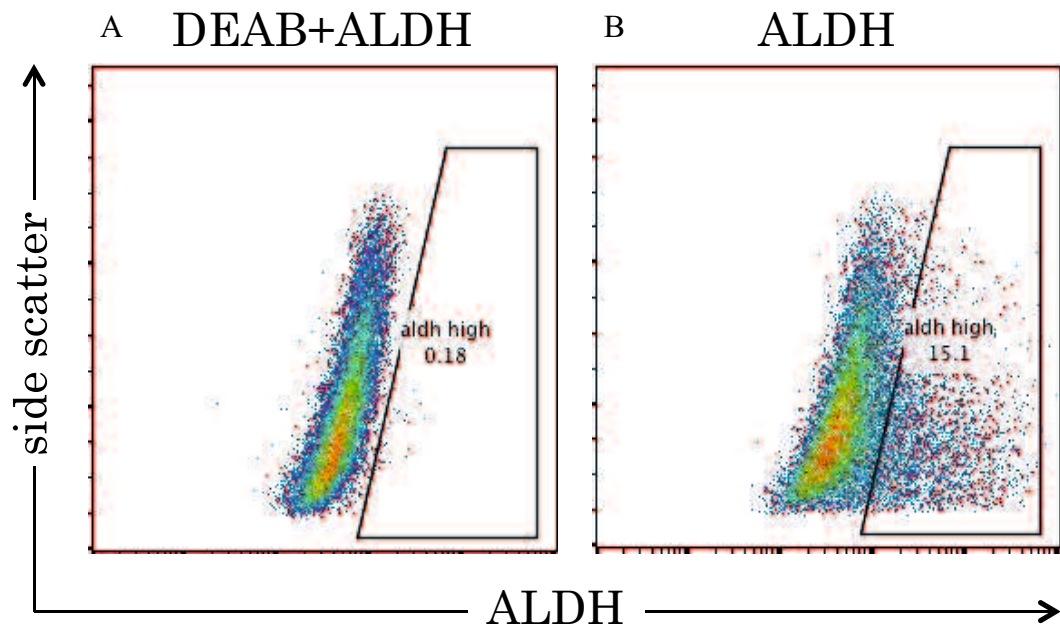 A DEAB+ALDH
B ALDH
side scatter
aldh high
0.18
aldh high
15.1
ALDH